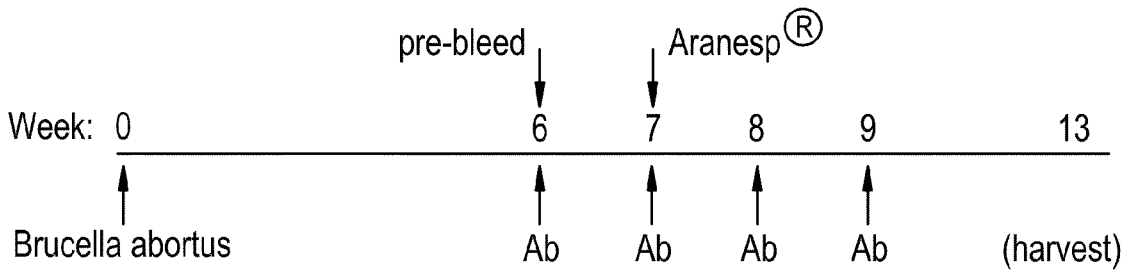 pre-bleed Aranesp®
Week: 0 6 7 8 9 13
Brucella abortus Ab Ab Ab Ab (harvest)